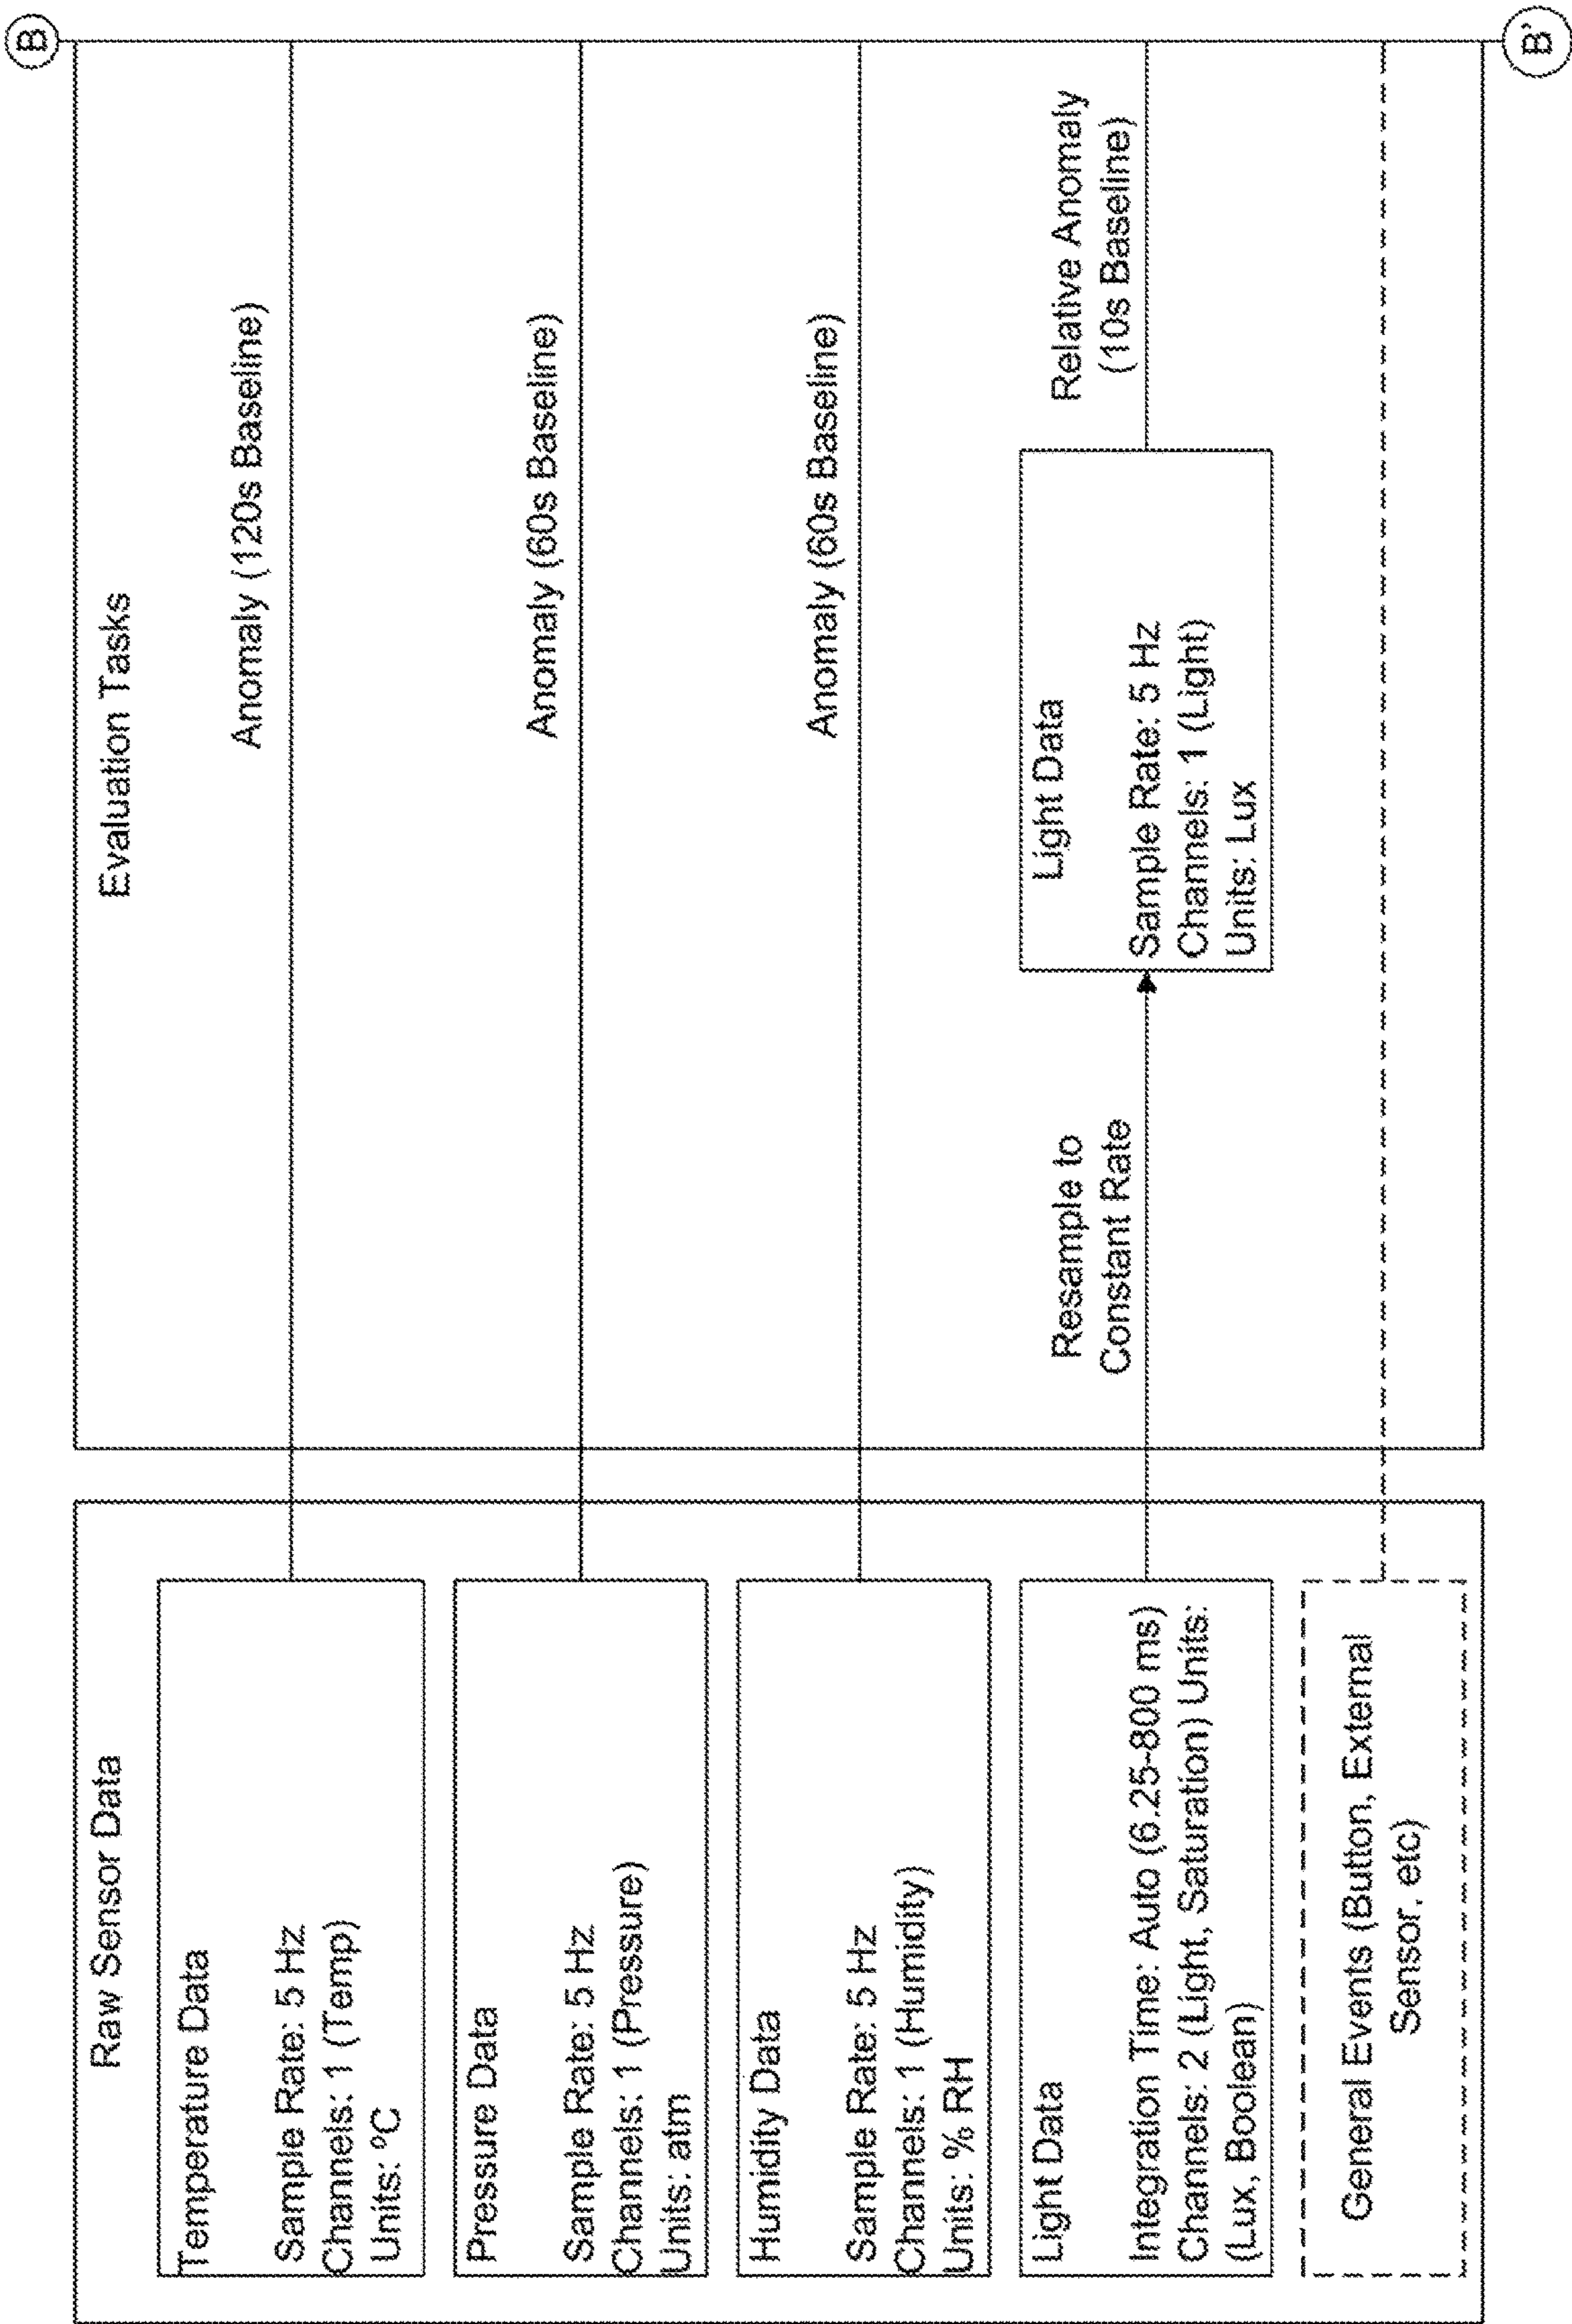 Raw Sensor Data
Temperature Data
Sample Rate: 5 Hz
Channels: 1 (Temp)
Units: ºC
Pressure Data
Sample Rate: 5 Hz
Channels: 1 (Pressure)
Units: atm
Humidity Data
Sample Rate: 5 Hz
Channels: 1 (Humidity)
Units: % RH
Light Data
Integration Time: Auto (6.25-800 ms)
Channels: 2 (Light, Saturation) Units:
(Lux, Boolean)
General Events (Button, External
Sensor, etc)
Evaluation Tasks
Anomaly (120s Baseline)
Anomaly (60s Baseline)
Anomaly (60s Baseline)
Resample to
Constant Rate
Light Data
Sample Rate: 5 Hz
Channels: 1 (Light)
Units: Lux
Relative Anomaly
(10s Baseline)
B
B'